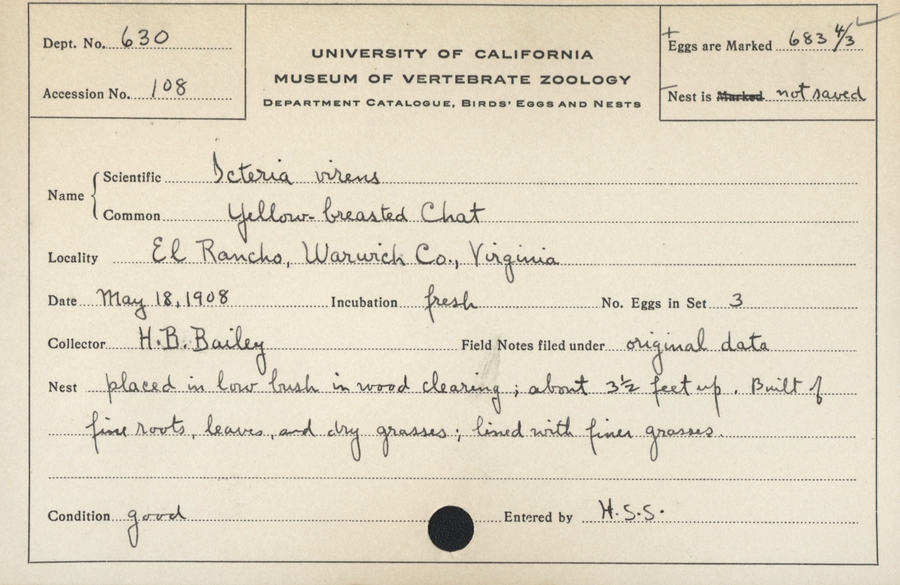 Dept. No. 630
Accession No. 108
UNIVERSITY OF CALIFORNIA
MUSEUM OF VERTEBRATE ZOOLOGY
DEPARTMENT CATALOGUE, BIRDS' EGGS AND NESTS
Eggs are Marked 683 4/3
Nest is Marked not saved
Name
Scientific Icteria virens
Common Yellow-breasted Chat
Locality El Rancho, Warwich Co., Virginia
Date May 18, 1908 Incubation fresh No. Eggs in Set 3
Collector H.B. Bailey Field Notes filed under original data
Nest placed in low bush in wood clearing; about 3½ feet up. Built of
fine roots, leaves, and dry grasses; lined with finer grasses.
Condition good Entered by H.S.S.